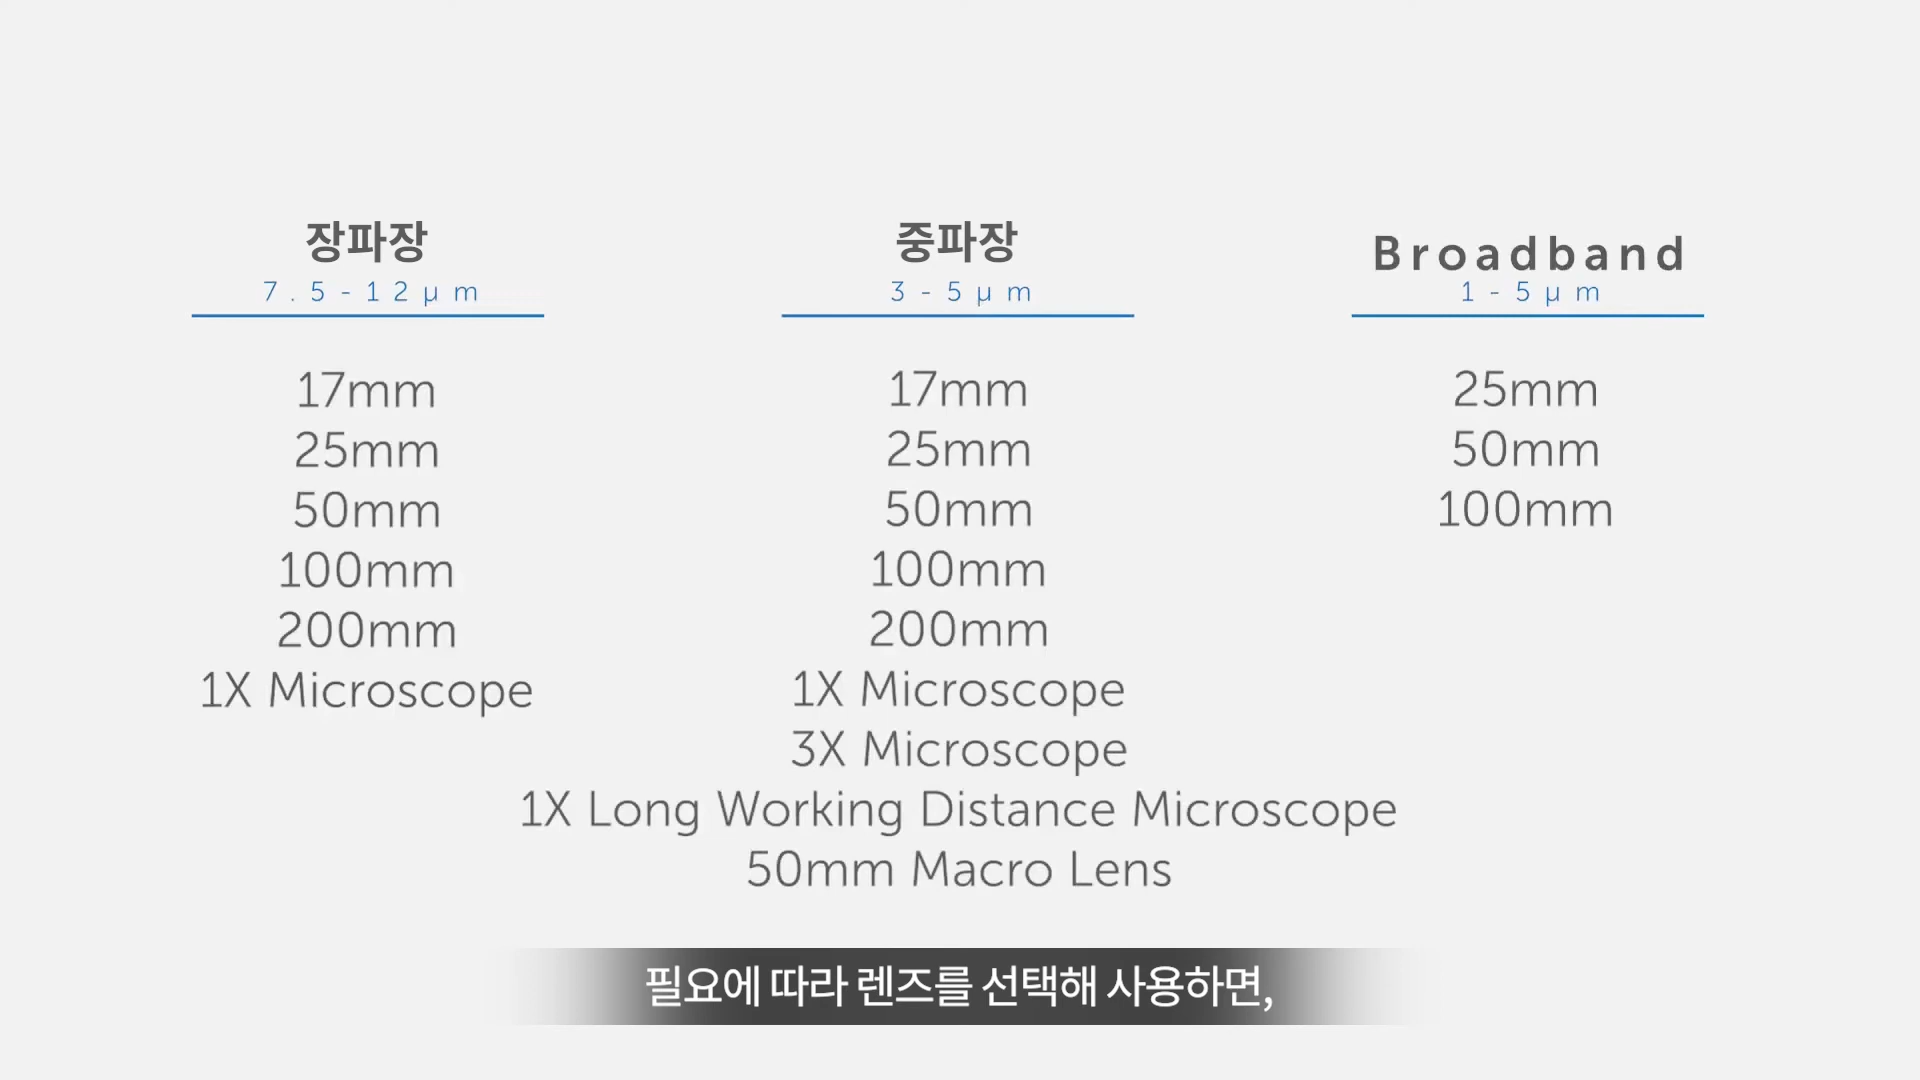 장파장
7.5-12μm
17mm
25mm
50mm
100mm
200mm
1X Microscope
중파장
3-5μm
17mm
25mm
50mm
100mm
200mm
1X Microscope
3X Microscope
1X Long Working Distance Microscope
50mm Macro Lens
Broadband
1-5μm
25mm
50mm
100mm
필요에 따라 렌즈를 선택해 사용하면,